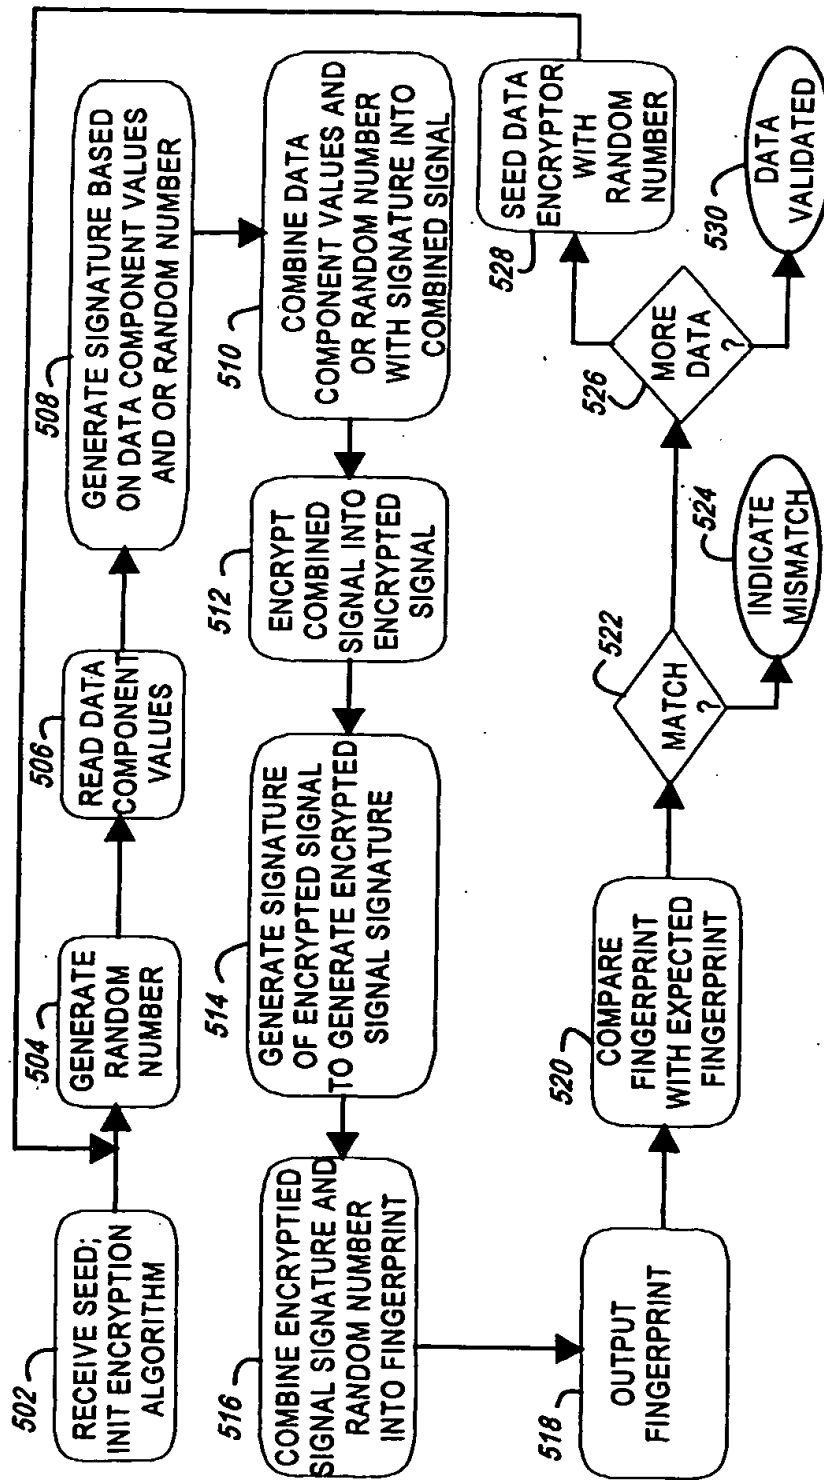 502
RECEIVE SEED;
INIT ENCRYPTION
ALGORITHM
504
GENERATE
RANDOM
NUMBER
506
READ DATA
COMPONENT
VALUES
508
GENERATE SIGNATURE BASED
ON DATA COMPONENT VALUES
AND OR RANDOM NUMBER
510
COMBINE DATA
COMPONENT VALUES AND
OR RANDOM NUMBER
WITH SIGNATURE INTO
COMBINED SIGNAL
512
ENCRYPT
COMBINED
SIGNAL INTO
ENCRYPTED
SIGNAL
514
GENERATE SIGNATURE
OF ENCRYPTED SIGNAL
TO GENERATE ENCRYPTED
SIGNAL SIGNATURE
516
COMBINE ENCRYPTIED
SIGNAL SIGNATURE AND
RANDOM NUMBER
INTO FINGERPRINT
518
OUTPUT
FINGERPRINT
520
COMPARE
FINGERPRINT
WITH EXPECTED
FINGERPRINT
522
MATCH
?
524
INDICATE
MISMATCH
526
MORE
DATA
?
528
SEED DATA
ENCRYPTOR
WITH
RANDOM
NUMBER
530
DATA
VALIDATED